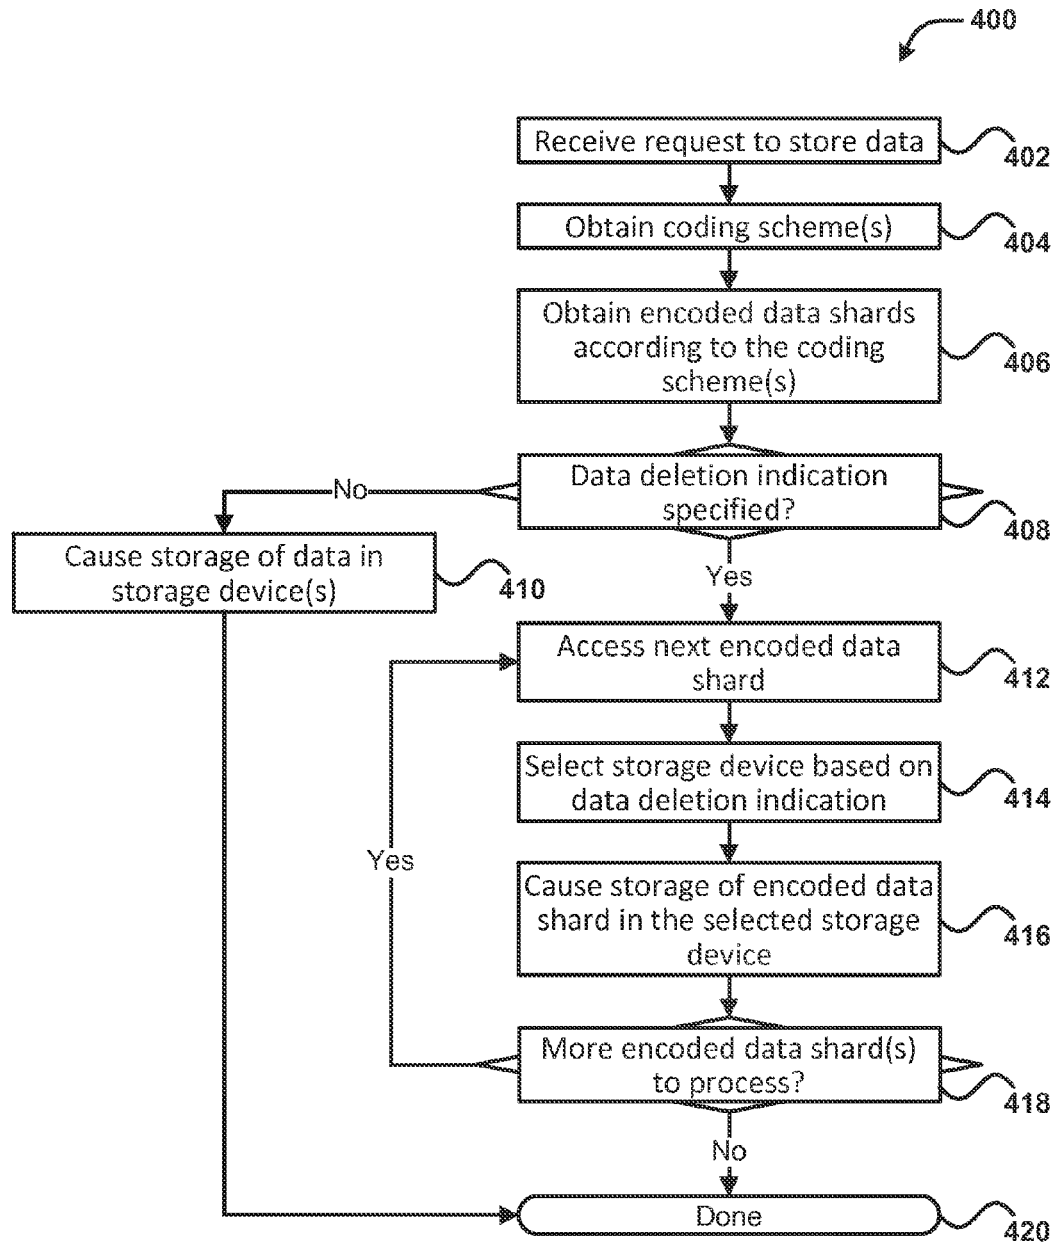 400
Receive request to store data
402
Obtain coding scheme(s)
404
Obtain encoded data shards
according to the coding
scheme(s)
406
Data deletion indication
specified?
408
No
Cause storage of data in
storage device(s)
410
Yes
Access next encoded data
shard
412
Select storage device based on
data deletion indication
414
Yes
Cause storage of encoded data
shard in the selected storage
device
416
More encoded data shard(s)
to process?
418
No
Done
420